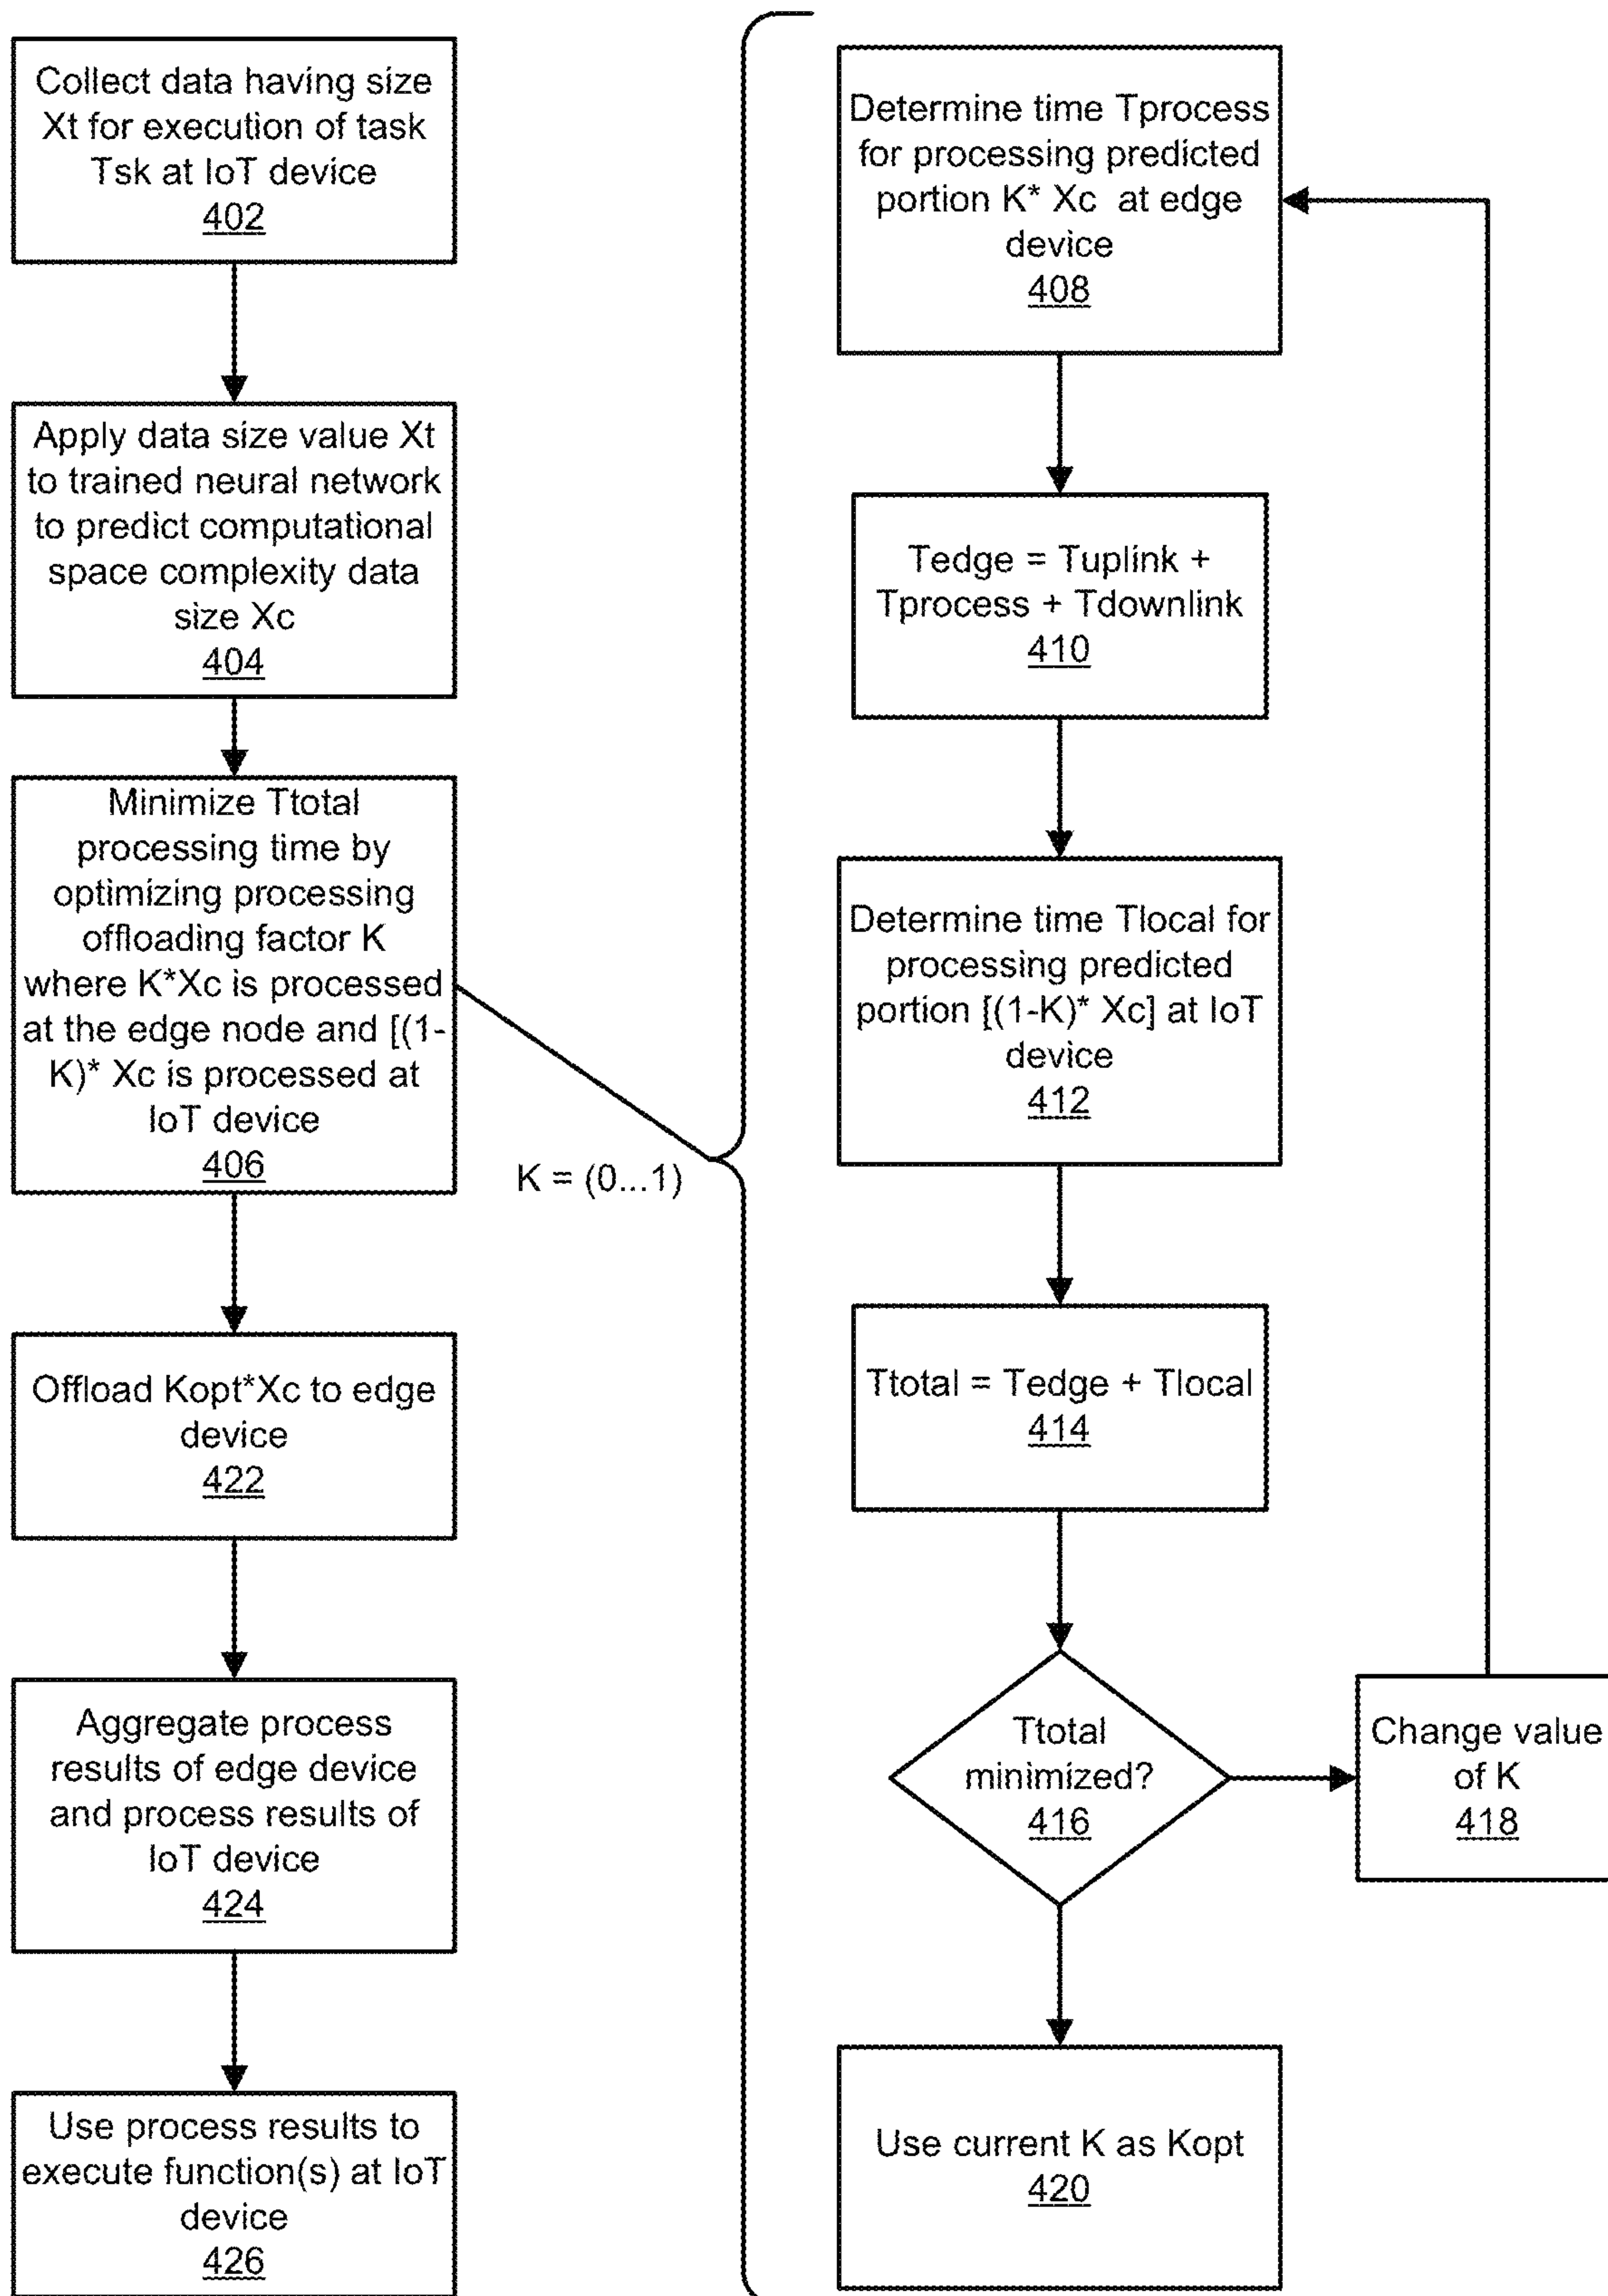 Collect data having size
Xt for execution of task
Tsk at IoT device
402
Apply data size value Xt
to trained neural network
to predict computational
space complexity data
size Xc
404
Minimize Ttotal
processing time by
optimizing processing
offloading factor K
where K*Xc is processed
at the edge node and [(1-
K)* Xc is processed at
IoT device
406
Offload Kopt*Xc to edge
device
422
Aggregate process
results of edge device
and process results of
IoT device
424
Use process results to
execute function(s) at IoT
device
426
K = (0...1)
Determine time Tprocess
for processing predicted
portion K* Xc at edge
device
408
Tedge = Tuplink +
Tprocess + Tdownlink
410
Determine time Tlocal for
processing predicted
portion [(1-K)* Xc] at IoT
device
412
Ttotal = Tedge + Tlocal
414
Ttotal
minimized?
416
Change value
of K
418
Use current K as Kopt
420